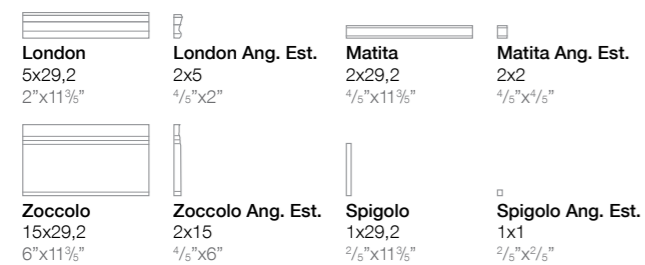 London
5x29,2
2”x11³⁄₅”
London Ang. Est.
2x5
⁴⁄₅”x2”
Matita
2x29,2
⁴⁄₅”x11³⁄₅”
Matita Ang. Est.
2x2
⁴⁄₅”x⁴⁄₅”
Zoccolo
15x29,2
6”x11³⁄₅”
Zoccolo Ang. Est.
2x15
⁴⁄₅”x6”
Spigolo
1x29,2
²⁄₅”x11³⁄₅”
Spigolo Ang. Est.
1x1
²⁄₅”x²⁄₅”